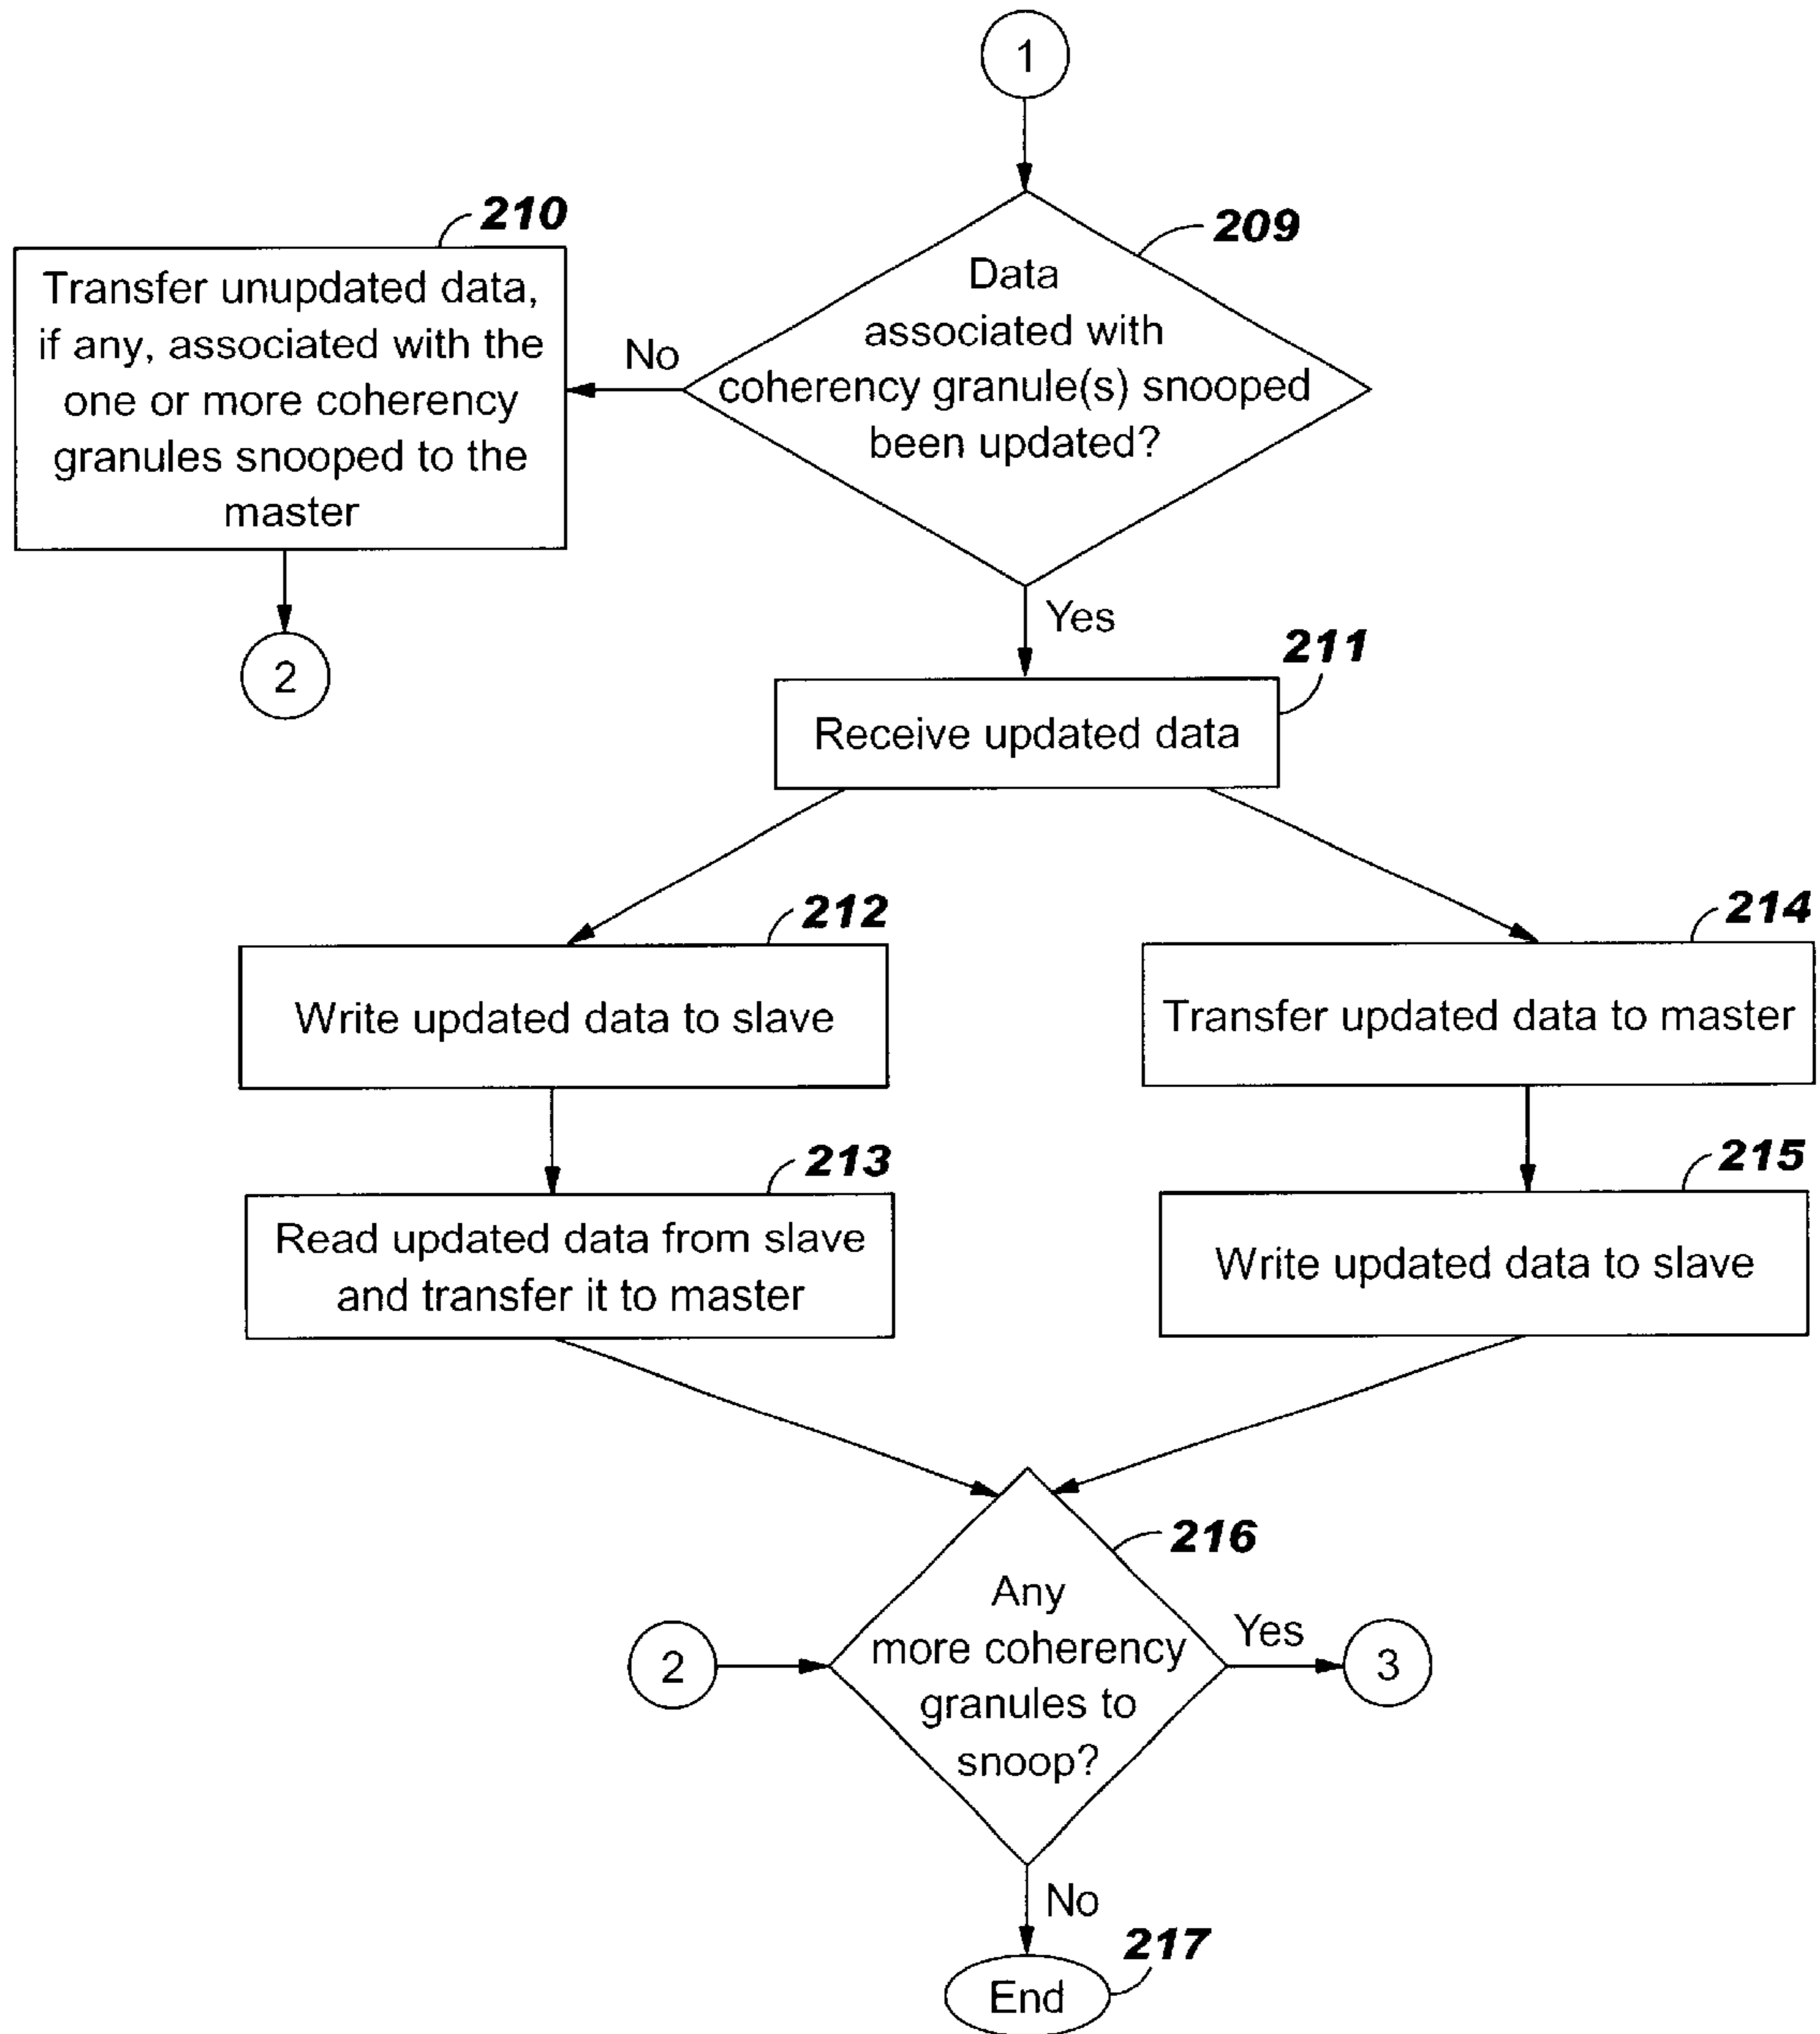 1
210
209
Transfer unupdated data,
if any, associated with the
one or more coherency
granules snooped to the
master
No
Data
associated with
coherency granule(s) snooped
been updated?
Yes
2
211
Receive updated data
212
214
Write updated data to slave
Transfer updated data to master
213
215
Read updated data from slave
and transfer it to master
Write updated data to slave
216
2
Any
more coherency
granules to
snoop?
Yes
3
No
217
End